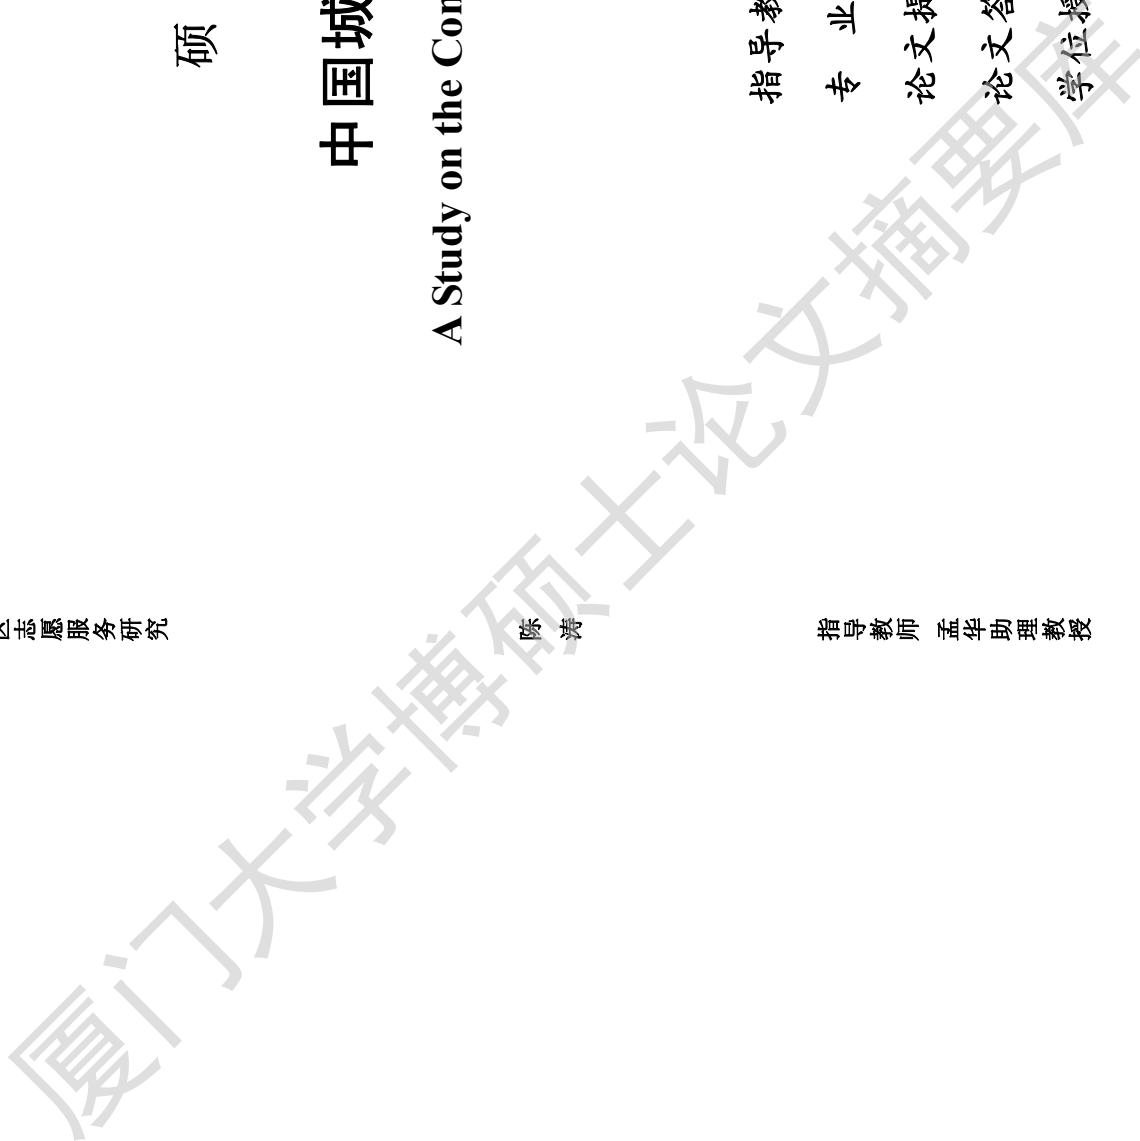 硕
中国城
A Study on the Con
指导教
专 业
论文提
论文答
学位授
区志愿服务研究
陈 涛
指导教师 孟华助理教授
厦门大学博硕士论文摘要库